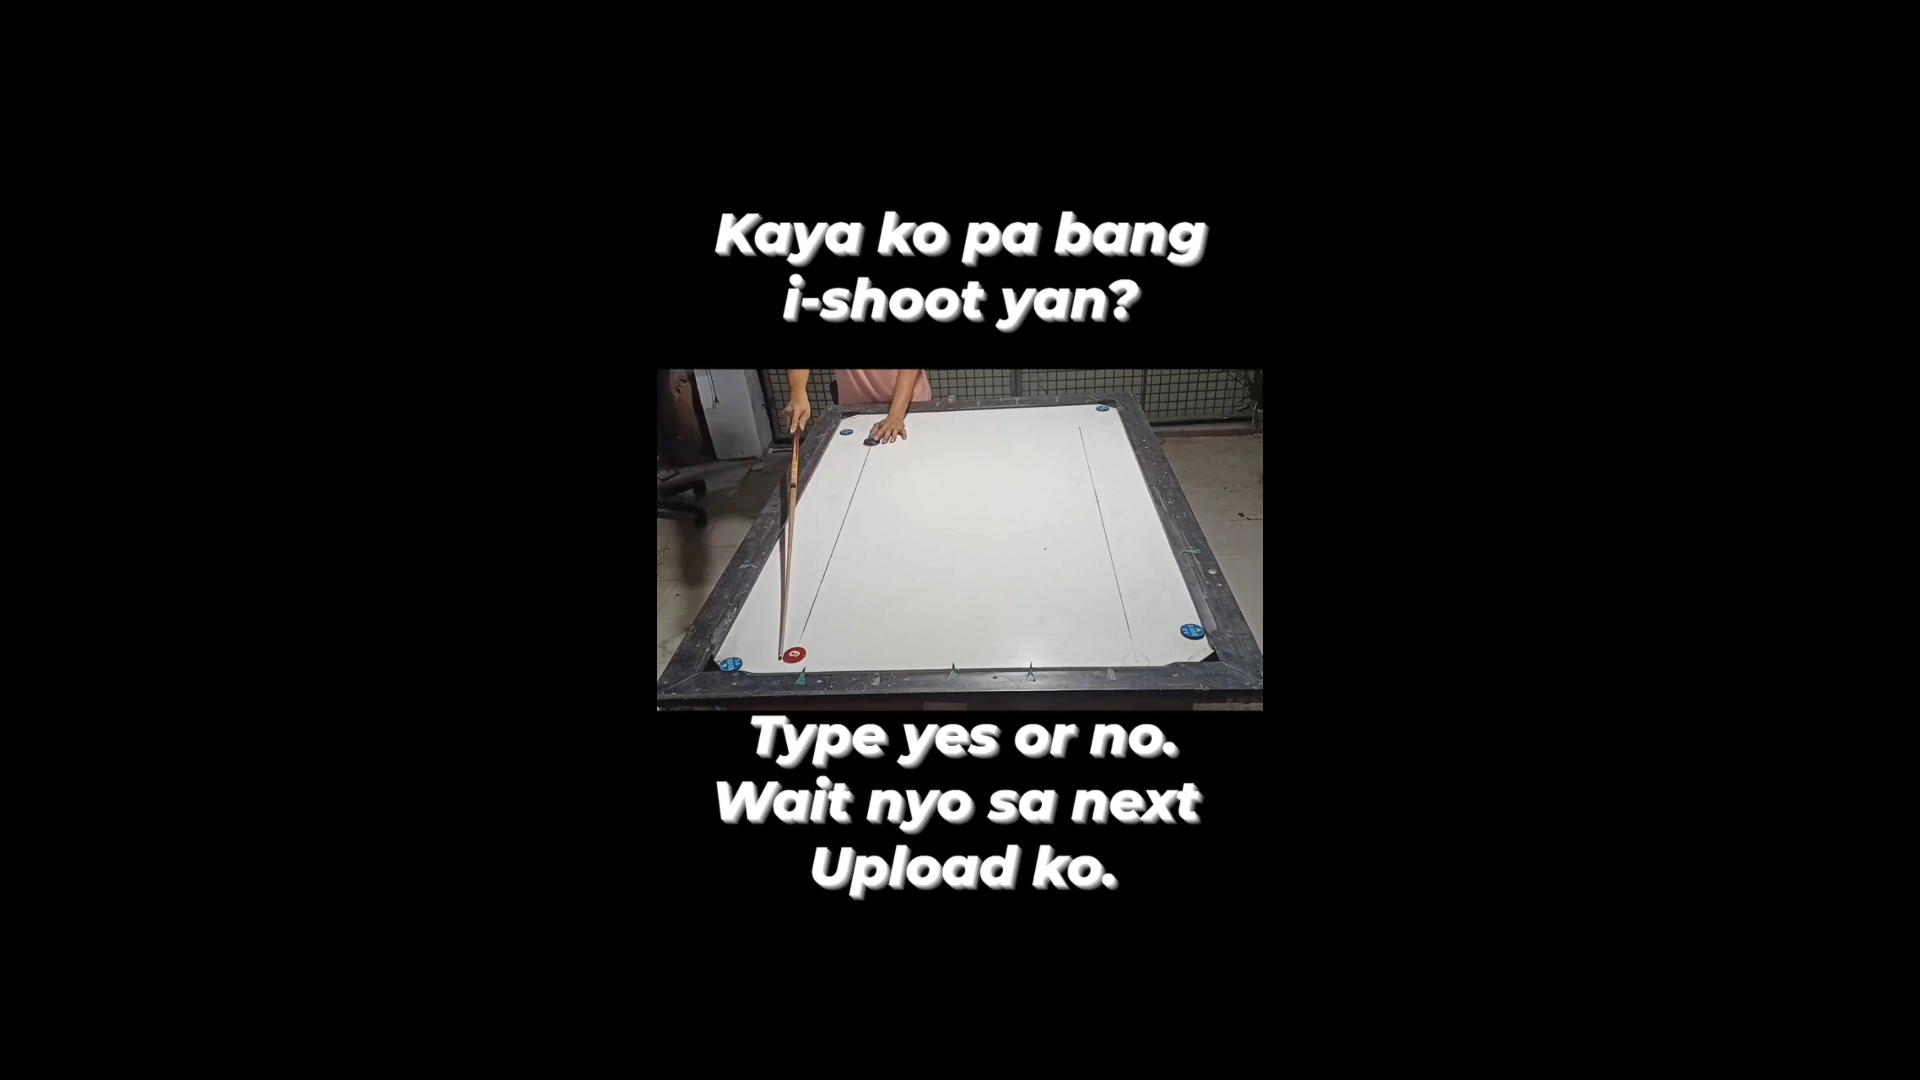 Kaya ko pa bang
i-shoot yan?
Type yes or no.
Wait nyo sa next
Upload ko.